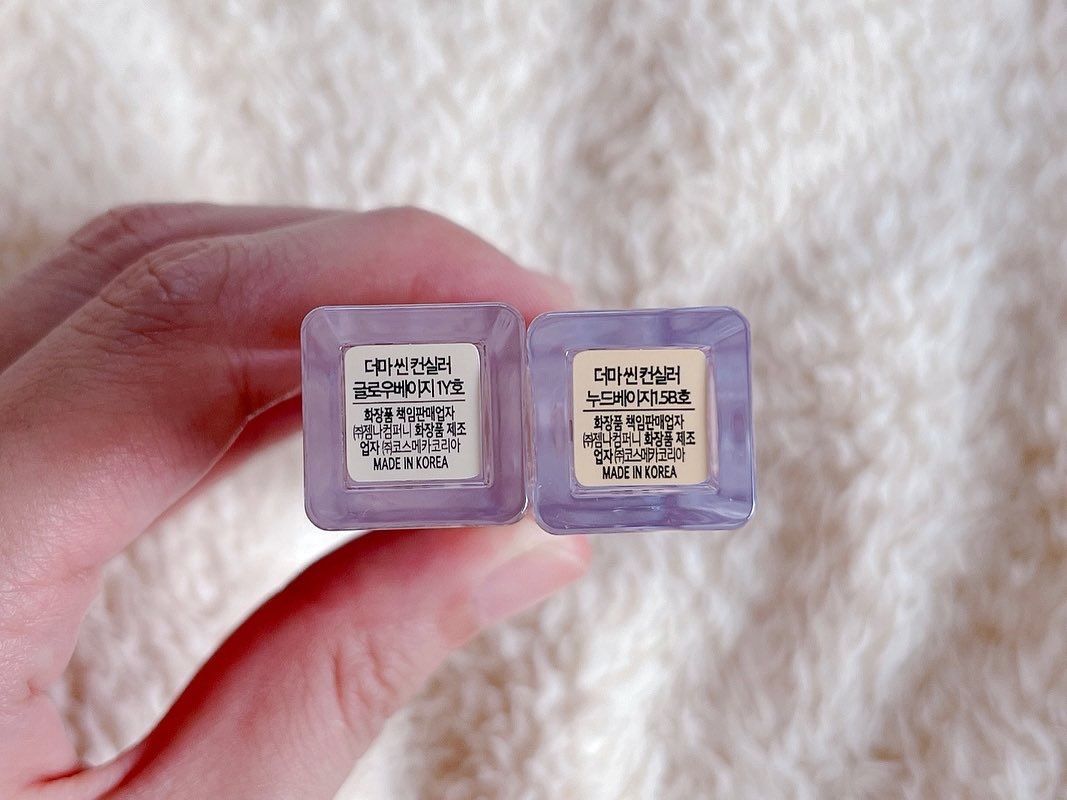 더마 씬 컨실러
글로우베이지 1Y호
화장품 책임판매업자
㈜젬나컴퍼니 화장품 제조
업자 ㈜코스메카코리아
MADE IN KOREA
더마 씬 컨실러
누드베이지1.5B호
화장품 책임판매업자
㈜젬나컴퍼니 화장품 제조
업자 ㈜코스메카코리아
MADE IN KOREA